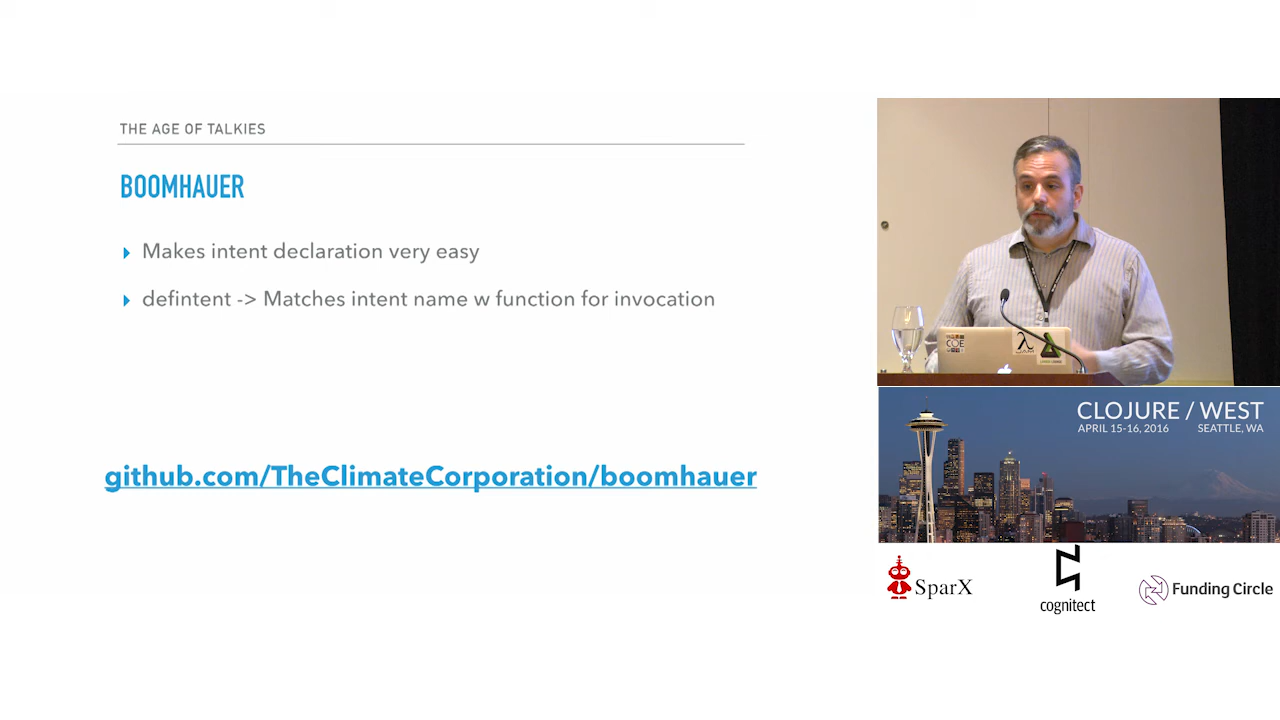 THE AGE OF TALKIES
BOOMHAUER
Makes intent declaration very easy
defintent -> Matches intent name w function for invocation
github.com/TheClimateCorporation/boomhauer
CLOJURE / WEST
APRIL 15-16, 2016 SEATTLE, WA
SparX
cognitect
Funding Circle